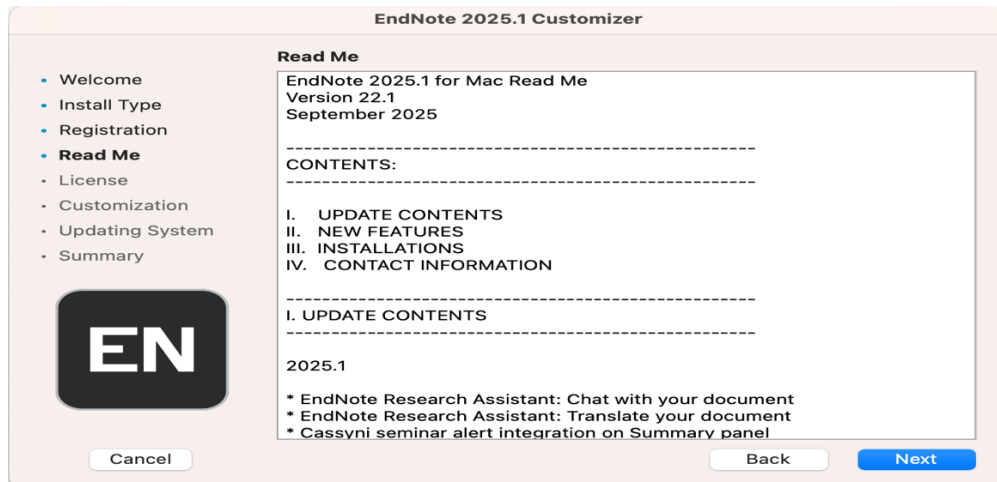 EndNote 2025.1 Customizer
Read Me
• Welcome
• Install Type
• Registration
• Read Me
• License
• Customization
• Updating System
• Summary
EN
EndNote 2025.1 for Mac Read Me
Version 22.1
September 2025
----------------------------------------------------
CONTENTS:
----------------------------------------------------
I. UPDATE CONTENTS
II. NEW FEATURES
III. INSTALLATIONS
IV. CONTACT INFORMATION
----------------------------------------------------
I. UPDATE CONTENTS
----------------------------------------------------
2025.1
* EndNote Research Assistant: Chat with your document
* EndNote Research Assistant: Translate your document
* Cassyni seminar alert integration on Summary panel
Cancel
Back
Next